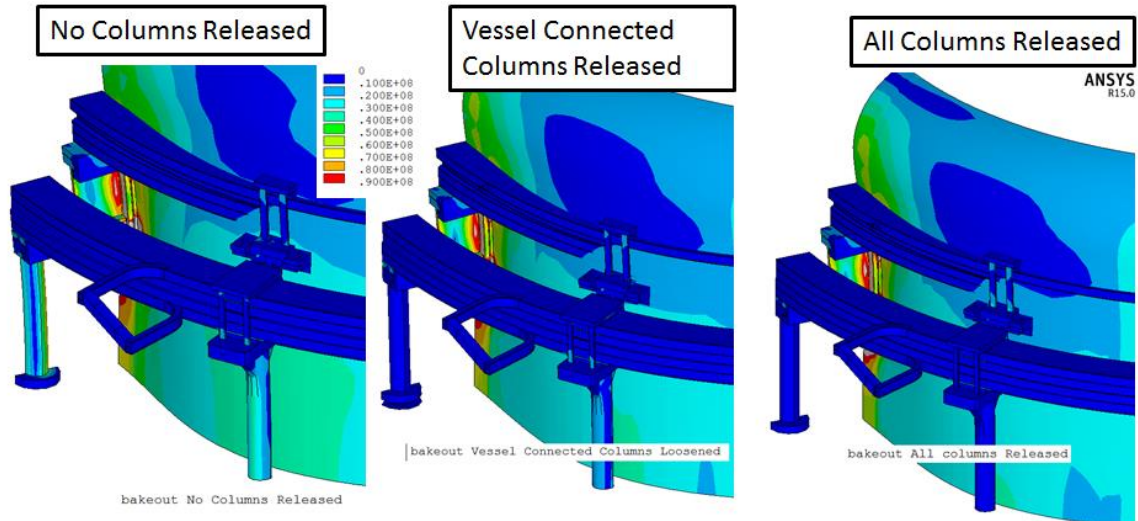 No Columns Released
Vessel Connected
Columns Released
All Columns Released
0
.100E+08
.200E+08
.300E+08
.400E+08
.500E+08
.600E+08
.700E+08
.800E+08
.900E+08
ANSYS
R15.0
bakeout No Columns Released
bakeout Vessel Connected Columns Loosened
bakeout All columns Released